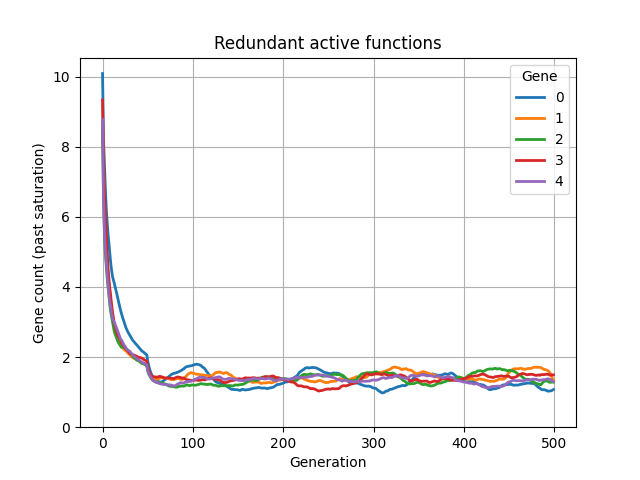 Redundant active functions
Gene count (past saturation)
10
8
6
4
2
0
Gene
0
1
2
3
4
0 100 200 300 400 500
Generation